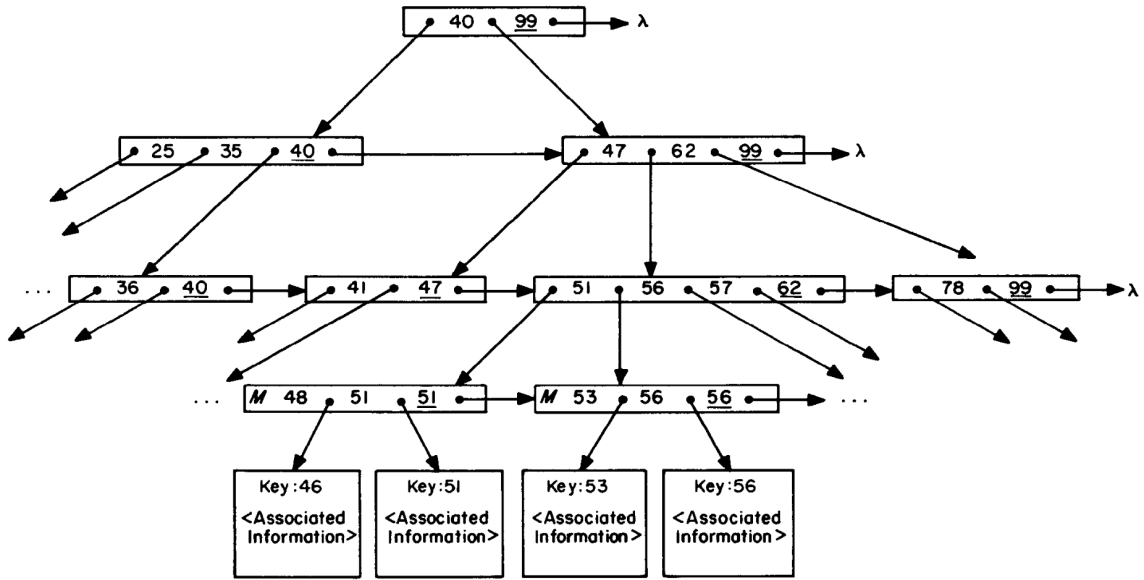 40 99 λ
25 35 40 47 62 99 λ
... 36 40 41 47 51 56 57 62 78 99 λ
... M 48 51 51 M 53 56 56 ...
Key:46 Key:51 Key:53 Key:56
<Associated Information> <Associated Information> <Associated Information> <Associated Information>